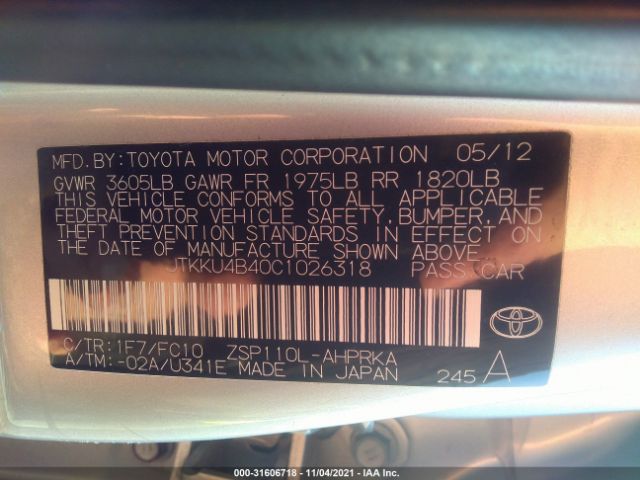 MFD.BY:TOYOTA MOTOR CORPORATION 05/12
GVWR 3605LB GAWR FR 1975LB RR 1820LB
THIS VEHICLE CONFORMS TO ALL APPLICABLE
FEDERAL MOTOR VEHICLE SAFETY,BUMPER,AND
THEFT PREVENTION STANDARDS IN EFFECT ON
THE DATE OF MANUFACTURE SHOWN ABOVE
JTKKU4B40C1026318 PASS CAR
C/TR:1F7/FC10 ZSP110L-AHPRKA
A/TM:-02A/U341E MADE IN JAPAN 245 A
000-31606718 - 11/04/2021 - IAA Inc.